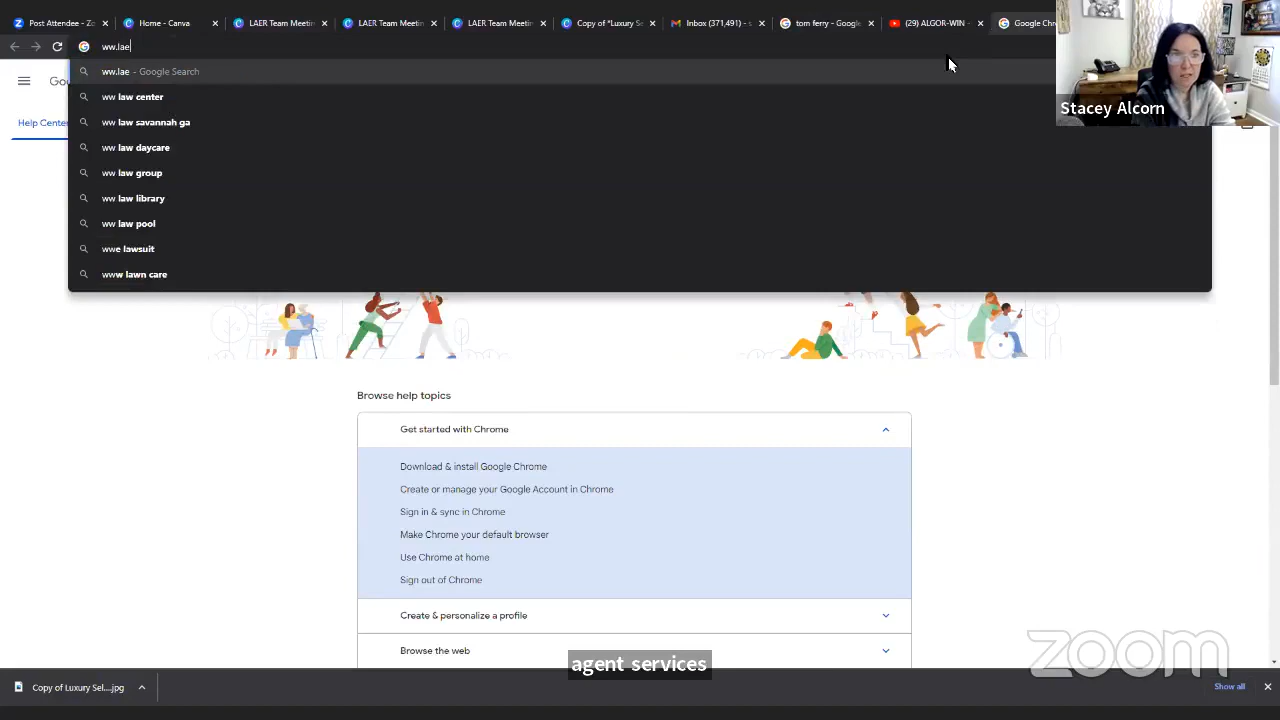 Post Attendee - Zo
Home - Canva
LAER Team Meetin
LAER Team Meetin
LAER Team Meetin
Copy of "Luxury Se
Inbox (371,491) - s
tom ferry - Google
(29) ALGOR-WIN -
Google Chr
ww.lae
ww.lae - Google Search
ww law center
ww law savannah ga
ww law daycare
ww law group
ww law library
ww law pool
wwe lawsuit
www lawn care
Stacey Alcorn
Goo
Help Center
Browse help topics
Get started with Chrome
Download & install Google Chrome
Create or manage your Google Account in Chrome
Sign in & sync in Chrome
Make Chrome your default browser
Use Chrome at home
Sign out of Chrome
Create & personalize a profile
Browse the web
agent services
zoom
Copy of Luxury Sel....jpg
Show all